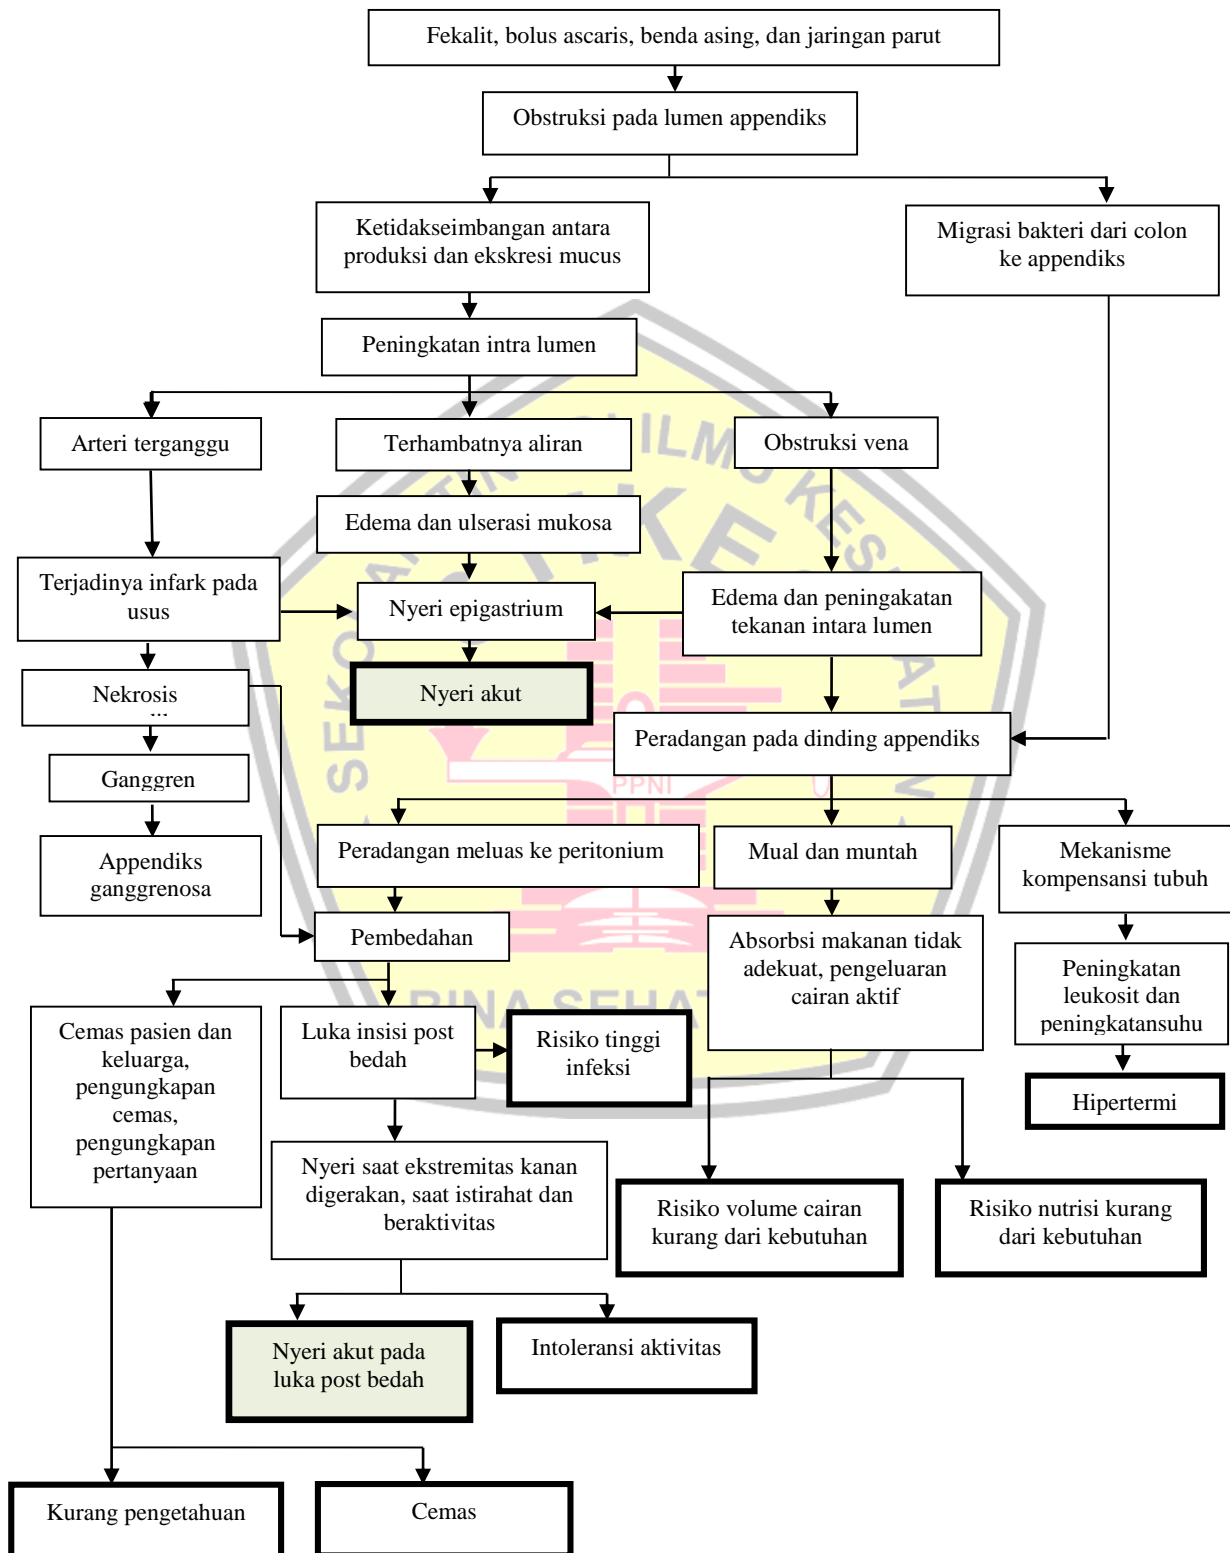 Fekalit, bolus ascaris, benda asing, dan jaringan parut
Obstruksi pada lumen appendiks
Ketidakseimbangan antara
produksi dan ekskresi mucus
Migrasi bakteri dari colon
ke appendiks
Peningkatan intra lumen
Arteri terganggu
Terhambatnya aliran
Obstruksi vena
Edema dan ulserasi mukosa
Terjadinya infark pada
usus
Nyeri epigastrium
Edema dan peningakatan
tekanan intara lumen
Nekrosis
Nyeri akut
Peradangan pada dinding appendiks
Ganggren
PPNI
Appendiks
ganggrenosa
Peradangan meluas ke peritonium
Mual dan muntah
Mekanisme
kompensansi tubuh
Pembedahan
Absorbsi makanan tidak
adekuat, pengeluaran
cairan aktif
Peningkatan
leukosit dan
peningkatansuhu
Cemas pasien dan
keluarga,
pengungkapan
cemas,
pengungkapan
pertanyaan
Luka insisi post
bedah
Risiko tinggi
infeksi
Hipertermi
BINA SEHAT
Nyeri saat ekstremitas kanan
digerakan, saat istirahat dan
beraktivitas
Risiko volume cairan
kurang dari kebutuhan
Risiko nutrisi kurang
dari kebutuhan
Nyeri akut pada
luka post bedah
Intoleransi aktivitas
Kurang pengetahuan
Cemas